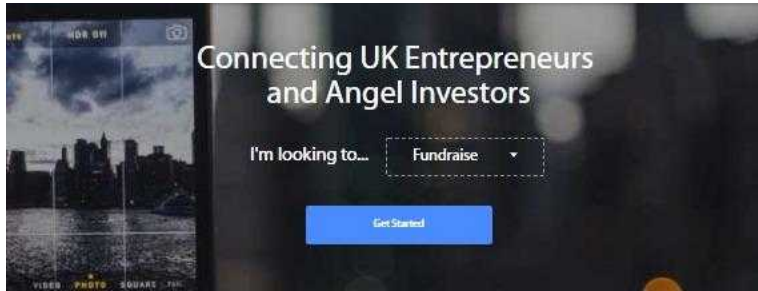 HDR Off
Connecting UK Entrepreneurs
and Angel Investors
I'm looking to...
Fundraise
Get Started
VIDEO PHOTO SQUARE